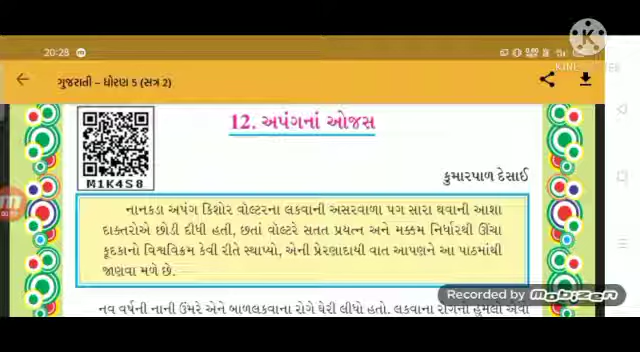 20:28
ગુજરાતી – ધોરણ 5 (સત્ર 2)
12. અપંગનાં ઓજસ
M1K4S8
કુમારપાળ દેસાઈ
નાનકડા અપંગ કિશોર વોલ્ટરના લકવાની અસરવાળા પગ સારા થવાની આશા
દાક્તરોએ છોડી દીધી હતી, છતાં વોલ્ટરે સતત પ્રયત્ન અને મક્કમ નિર્ધારથી ઊંચા
કૂદકાનો વિશ્વવિક્રમ કેવી રીતે સ્થાપ્યો, એની પ્રેરણાદાયી વાત આપણને આ પાઠમાંથી
જાણવા મળે છે.
Recorded by Mobizen
નવ વર્ષની નાની ઉંમરે એને બાળલકવાના રોગે ઘેરી લીધો હતો. લકવાના રોગનો હુમલો એવો